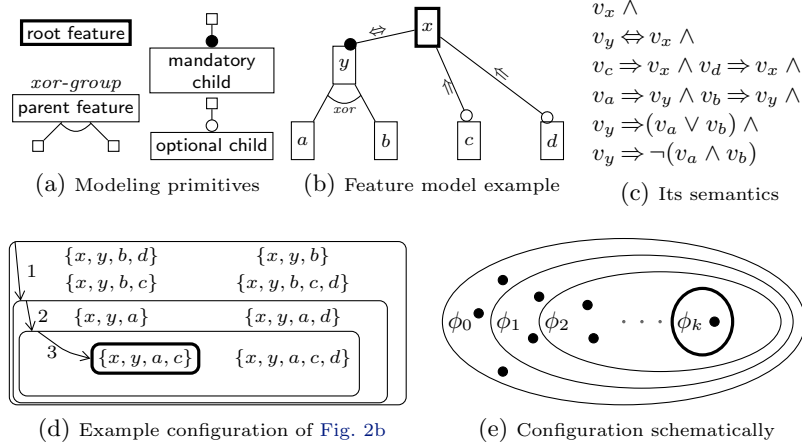 root feature
mandatory
child
xor-group
parent feature
optional child
(a) Modeling primitives
x
⇔
y
xor
⇒
⇒
a
b
c
d
(b) Feature model example
v_x ∧
v_y ⇔ v_x ∧
v_c ⇒ v_x ∧ v_d ⇒ v_x ∧
v_a ⇒ v_y ∧ v_b ⇒ v_y ∧
v_y ⇒ (v_a ∨ v_b) ∧
v_y ⇒ ¬(v_a ∧ v_b)
(c) Its semantics
1
{x, y, b, d} {x, y, b}
{x, y, b, c} {x, y, b, c, d}
2
{x, y, a} {x, y, a, d}
3
{x, y, a, c} {x, y, a, c, d}
(d) Example configuration of Fig. 2b
ϕ_0 ϕ_1 ϕ_2 · · · ϕ_k
(e) Configuration schematically